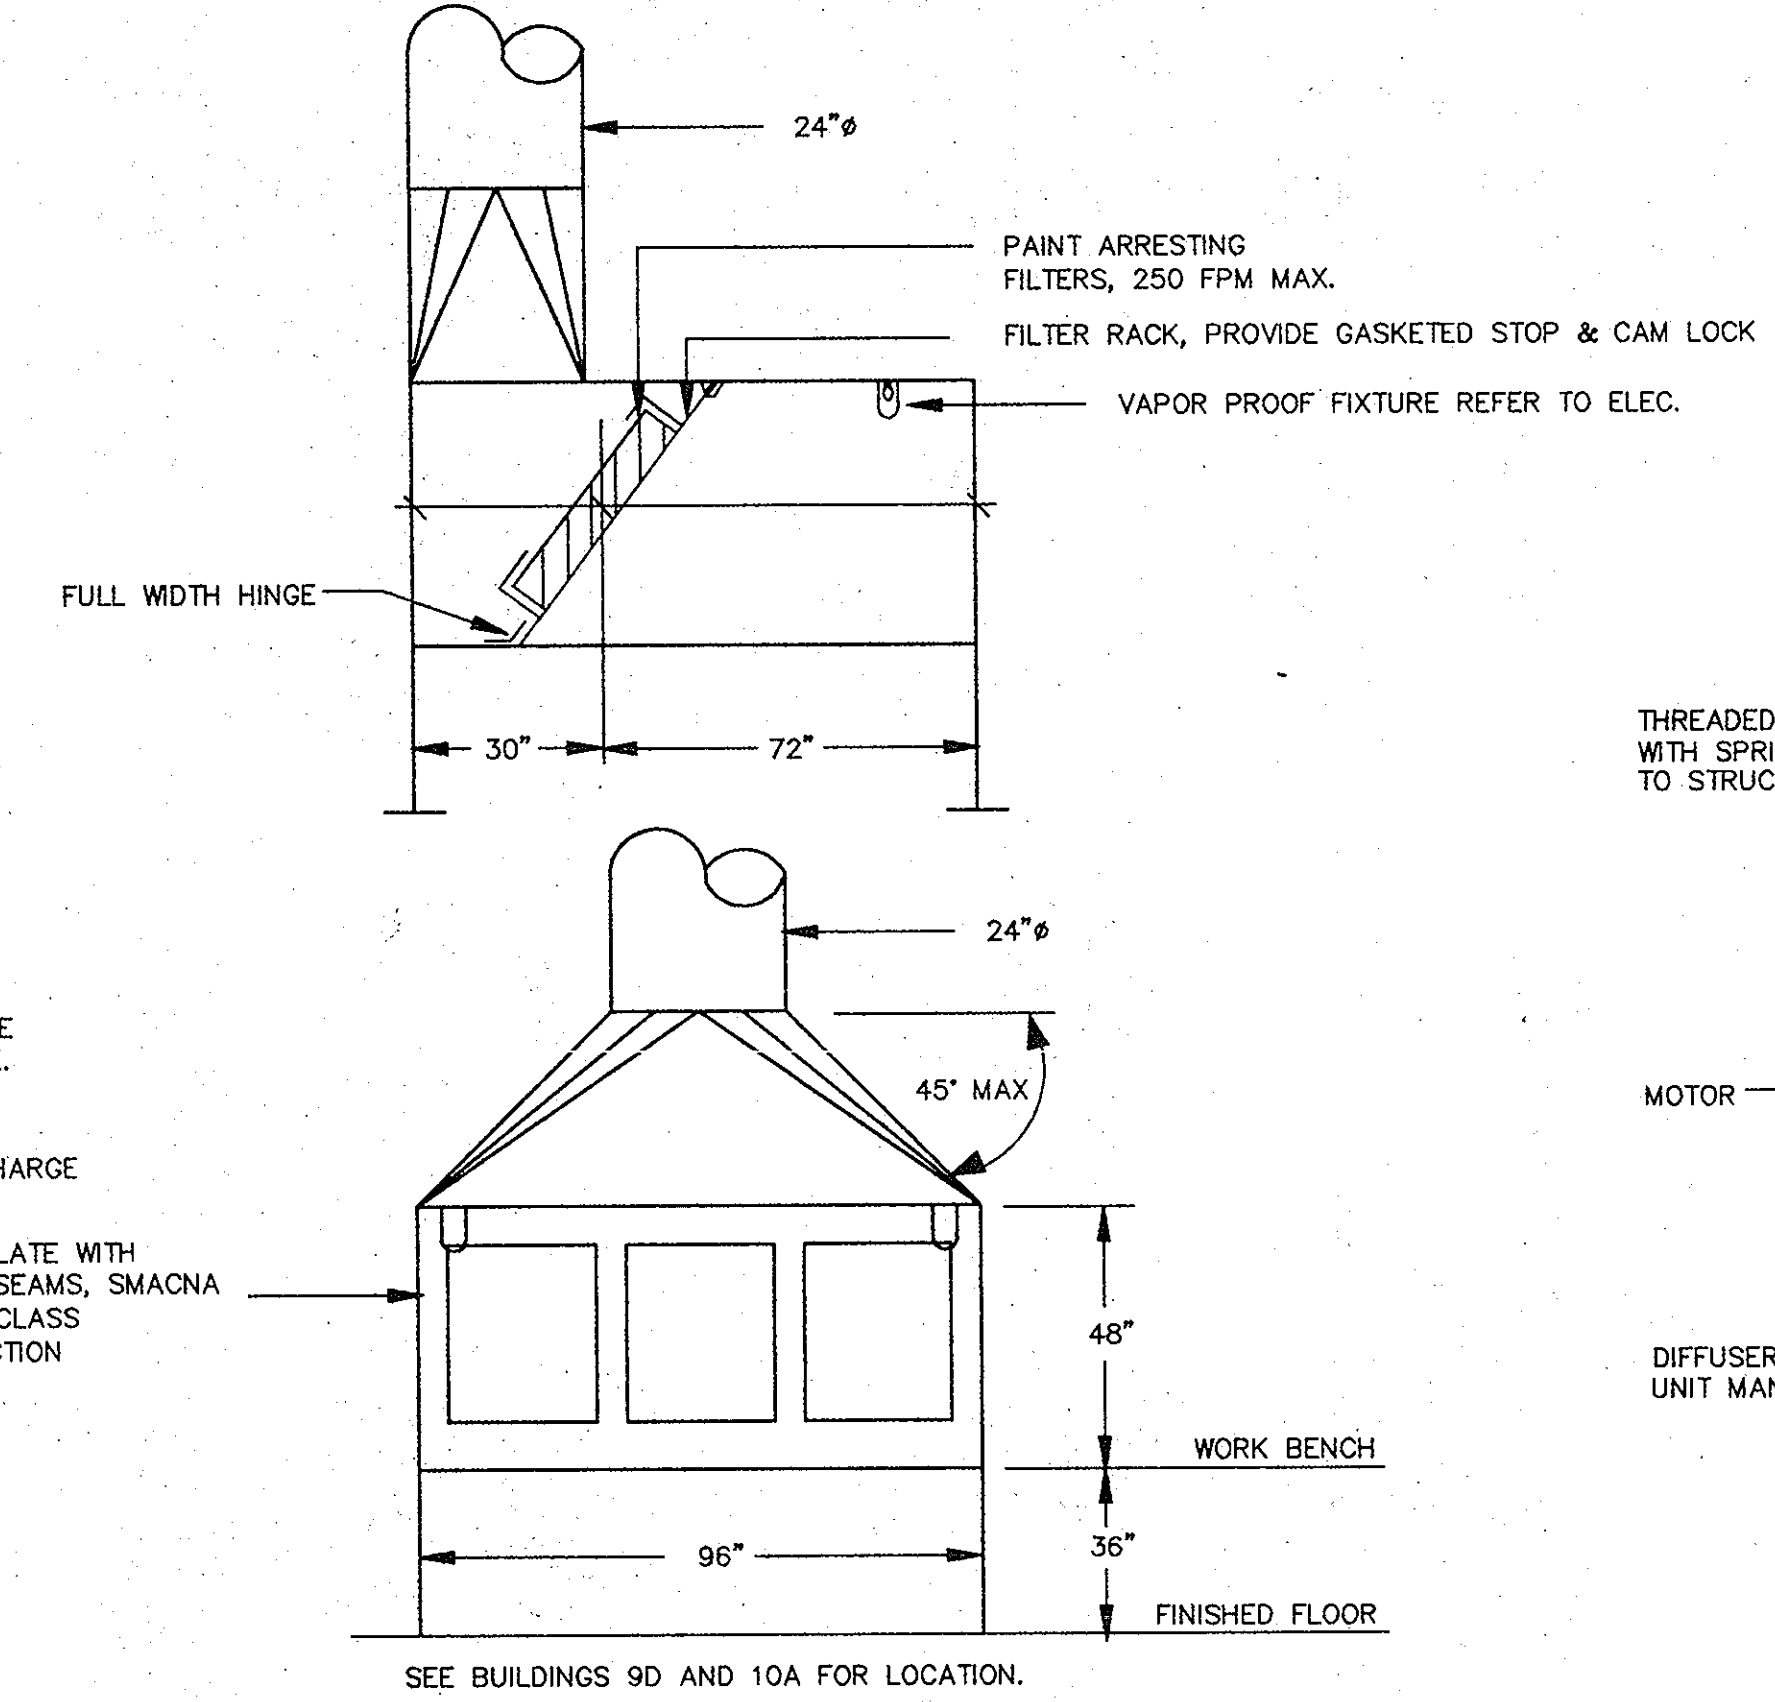 24"ø
PAINT ARRESTING
FILTERS, 250 FPM MAX.
FILTER RACK, PROVIDE GASKETED STOP & CAM LOCK
VAPOR PROOF FIXTURE REFER TO ELEC.
FULL WIDTH HINGE
30"
72"
THREADED
WITH SPRI
TO STRUC
24"ø
E
.
45° MAX
MOTOR
HARGE
LATE WITH
SEAMS, SMACNA
CLASS
CTION
48"
DIFFUSER
UNIT MAN
WORK BENCH
36"
96"
FINISHED FLOOR
SEE BUILDINGS 9D AND 10A FOR LOCATION.